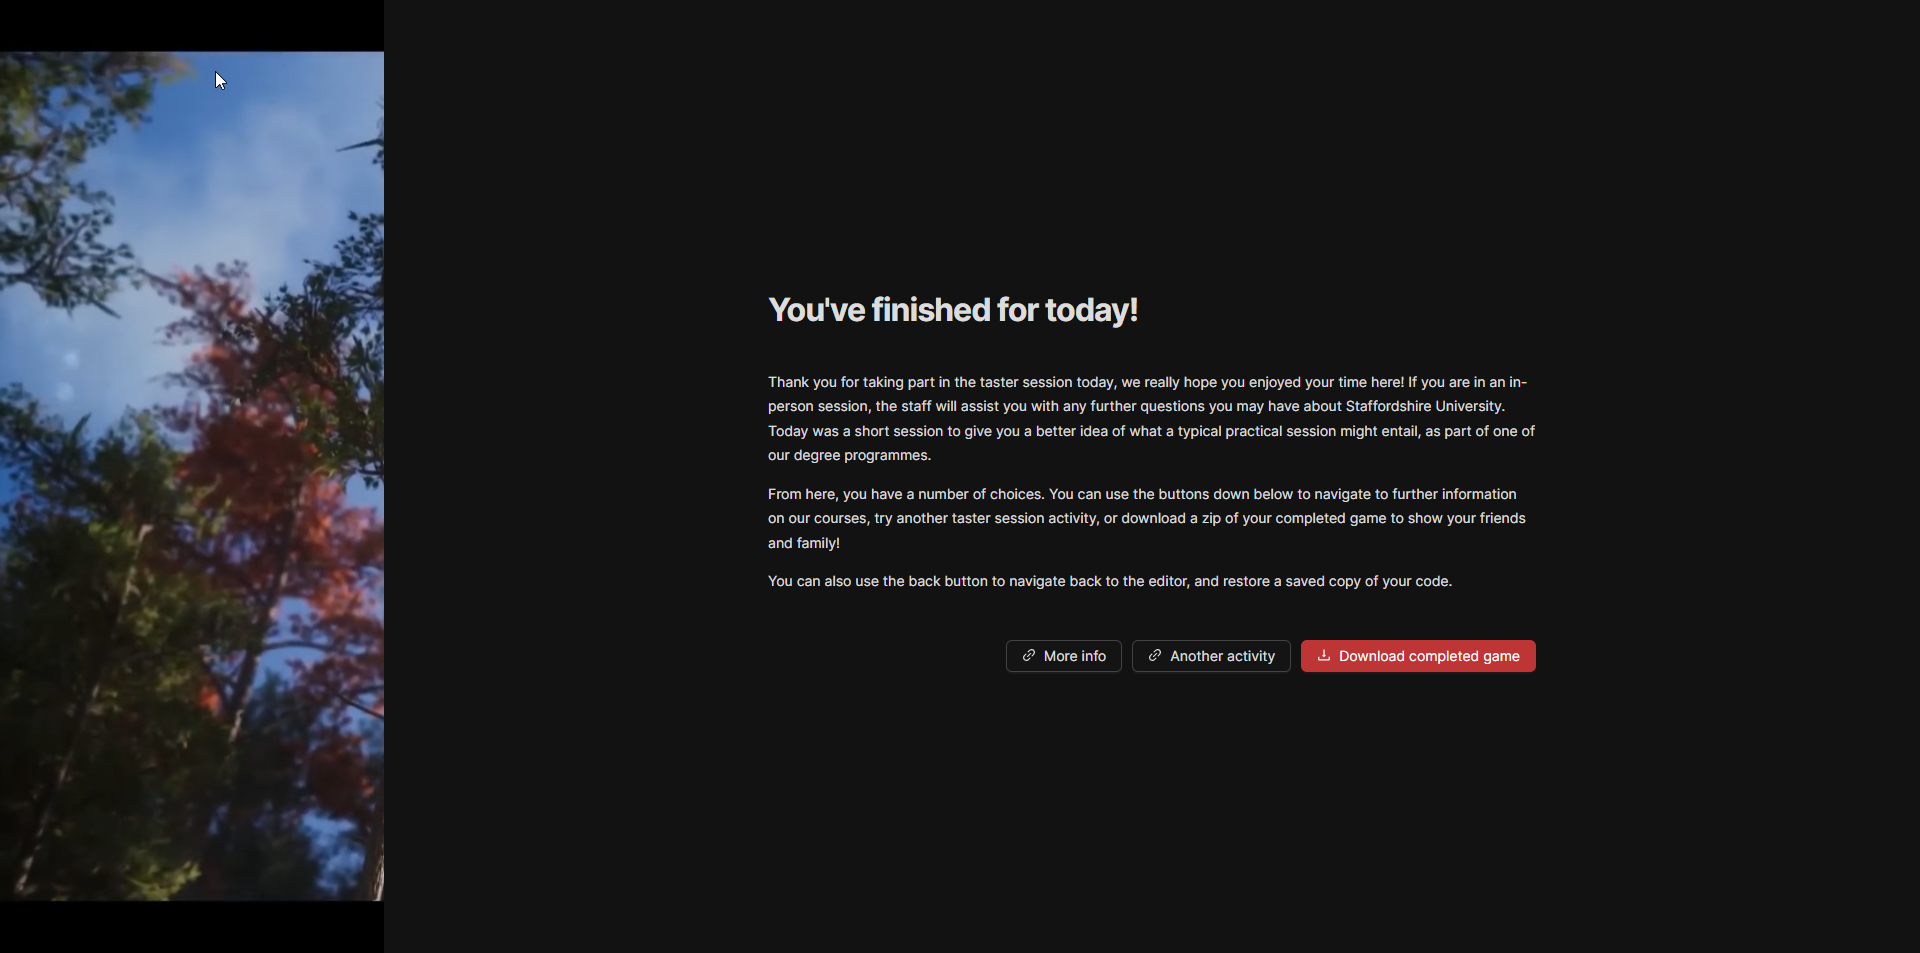 You've finished for today!
Thank you for taking part in the taster session today, we really hope you enjoyed your time here! If you are in an in-
person session, the staff will assist you with any further questions you may have about Staffordshire University.
Today was a short session to give you a better idea of what a typical practical session might entail, as part of one of
our degree programmes.
From here, you have a number of choices. You can use the buttons down below to navigate to further information
on our courses, try another taster session activity, or download a zip of your completed game to show your friends
and family!
You can also use the back button to navigate back to the editor, and restore a saved copy of your code.
More info
Another activity
Download completed game